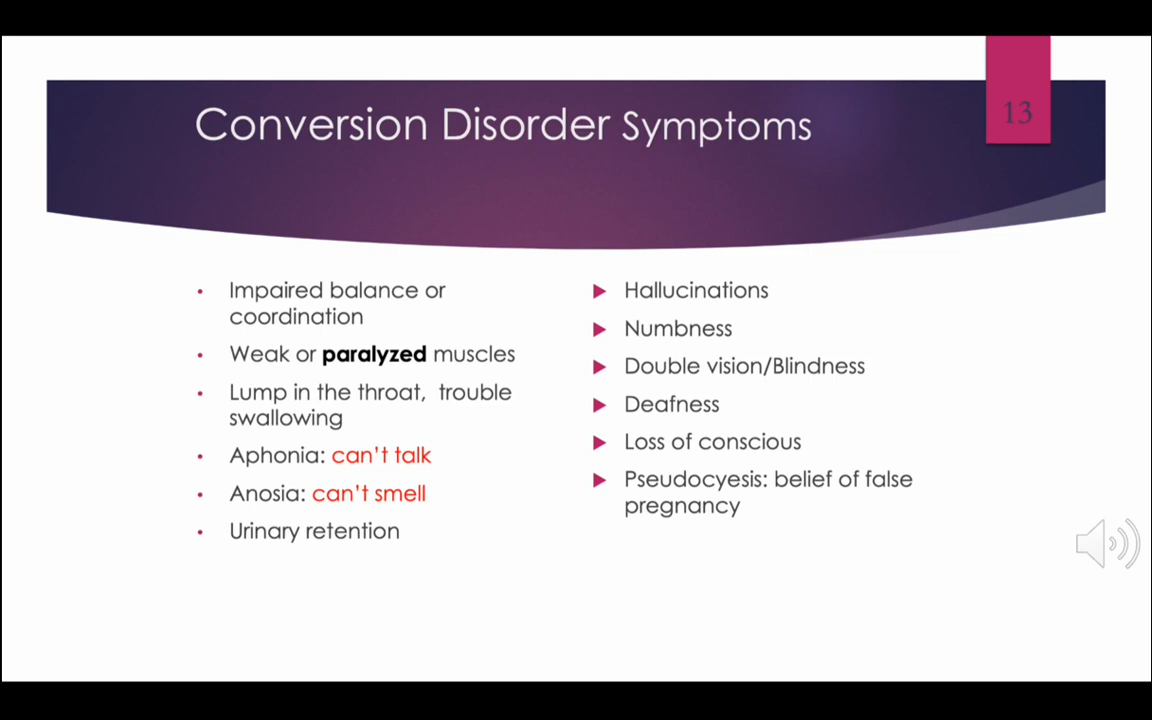 13
Conversion Disorder Symptoms
Impaired balance or
coordination
Weak or paralyzed muscles
Lump in the throat, trouble
swallowing
Aphonia: can't talk
Anosia: can't smell
Urinary retention
Hallucinations
Numbness
Double vision/Blindness
Deafness
Loss of conscious
Pseudocyesis: belief of false
pregnancy